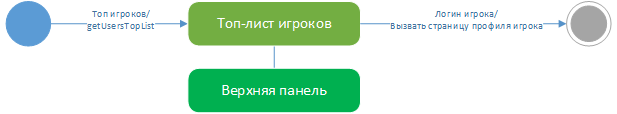 Топ игроков/
getUsersTopList
Топ-лист игроков
Логин игрока/
Вызвать страницу профиля игрока
Верхняя панель